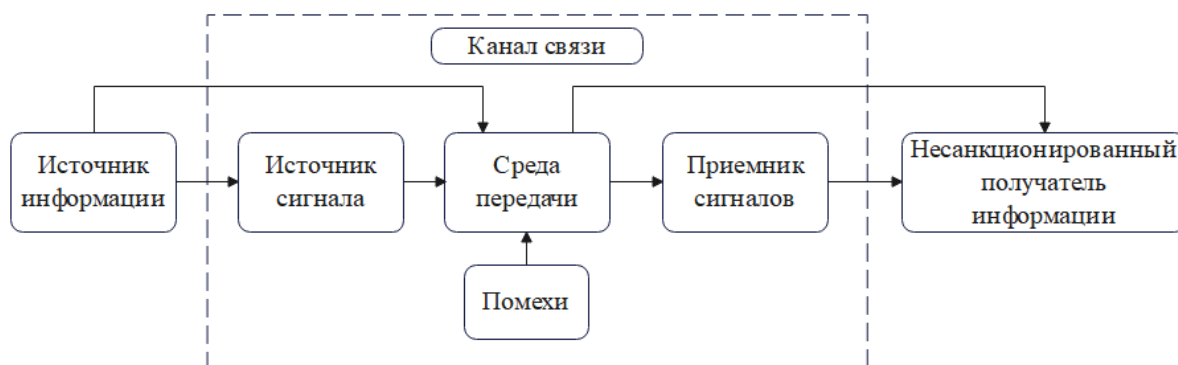 Канал связи
Источник
информации
Источник
сигнала
Среда
передачи
Приемник
сигналов
Несанкционированный
получатель
информации
Помехи